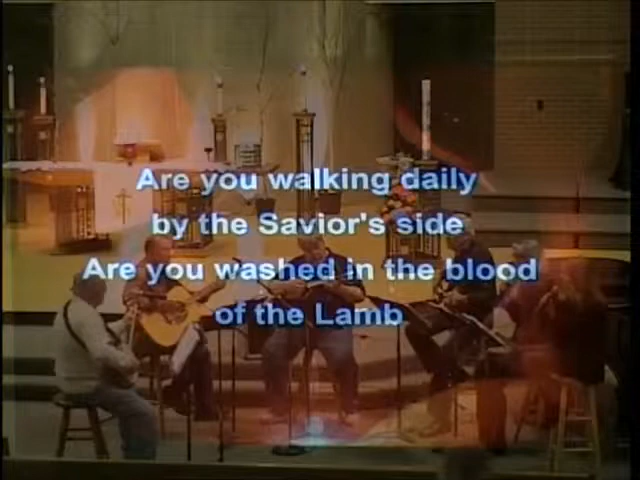 Are you walking daily
by the Savior's side
Are you washed in the blood
of the Lamb